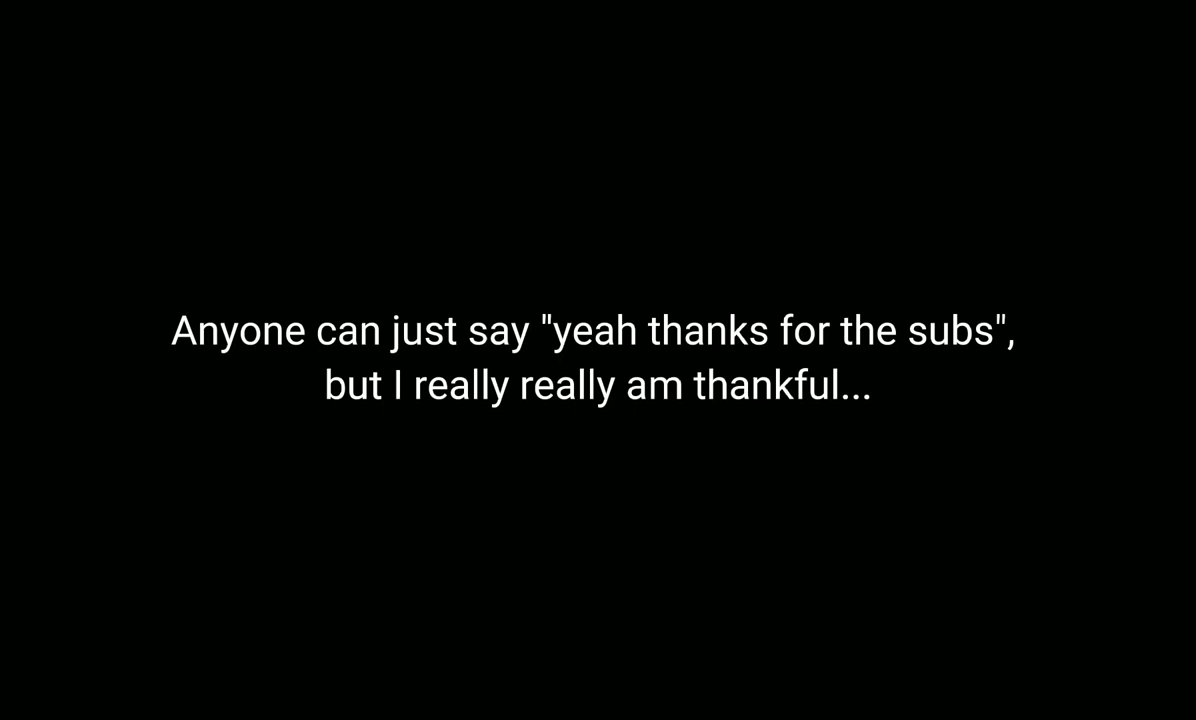 Anyone can just say "yeah thanks for the subs",
but I really really am thankful...